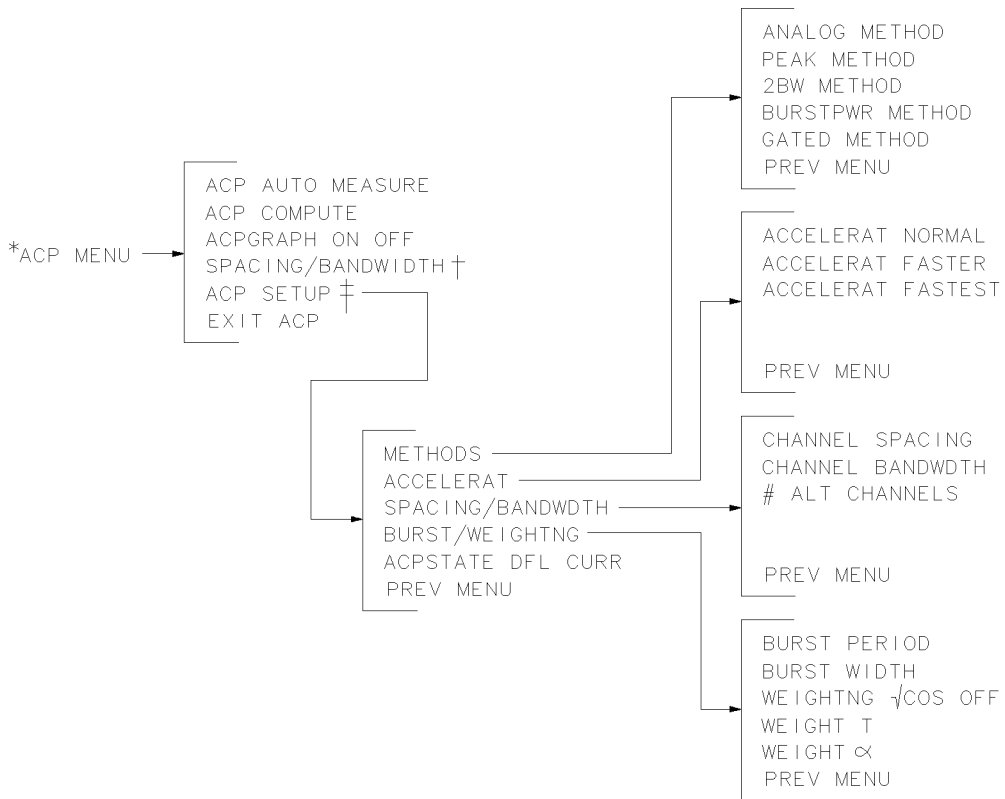 *ACP MENU
ACP AUTO MEASURE
ACP COMPUTE
ACPGRAPH ON OFF
SPACING/BANDWIDTH †
ACP SETUP ‡
EXIT ACP
METHODS
ACCELERAT
SPACING/BANDWDTH
BURST/WEIGHTNG
ACPSTATE DFL CURR
PREV MENU
ANALOG METHOD
PEAK METHOD
2BW METHOD
BURSTPWR METHOD
GATED METHOD
PREV MENU
ACCELERAT NORMAL
ACCELERAT FASTER
ACCELERAT FASTEST
PREV MENU
CHANNEL SPACING
CHANNEL BANDWDTH
# ALT CHANNELS
PREV MENU
BURST PERIOD
BURST WIDTH
WEIGHTNG √COS OFF
WEIGHT T
WEIGHT ∝
PREV MENU